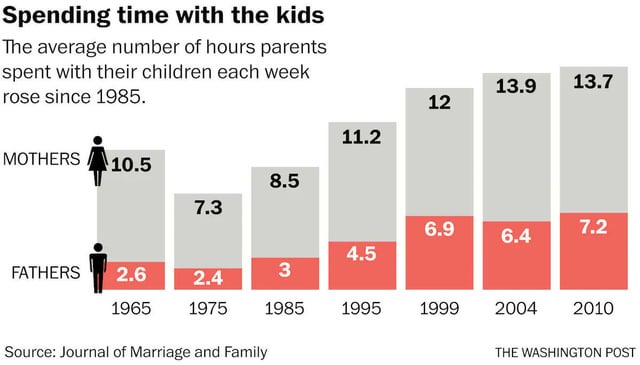 Spending time with the kids
The average number of hours parents
spent with their children each week
rose since 1985.
MOTHERS
10.5
7.3
8.5
11.2
12
13.9
13.7
FATHERS
2.6
2.4
3
4.5
6.9
6.4
7.2
1965
1975
1985
1995
1999
2004
2010
Source: Journal of Marriage and Family
THE WASHINGTON POST